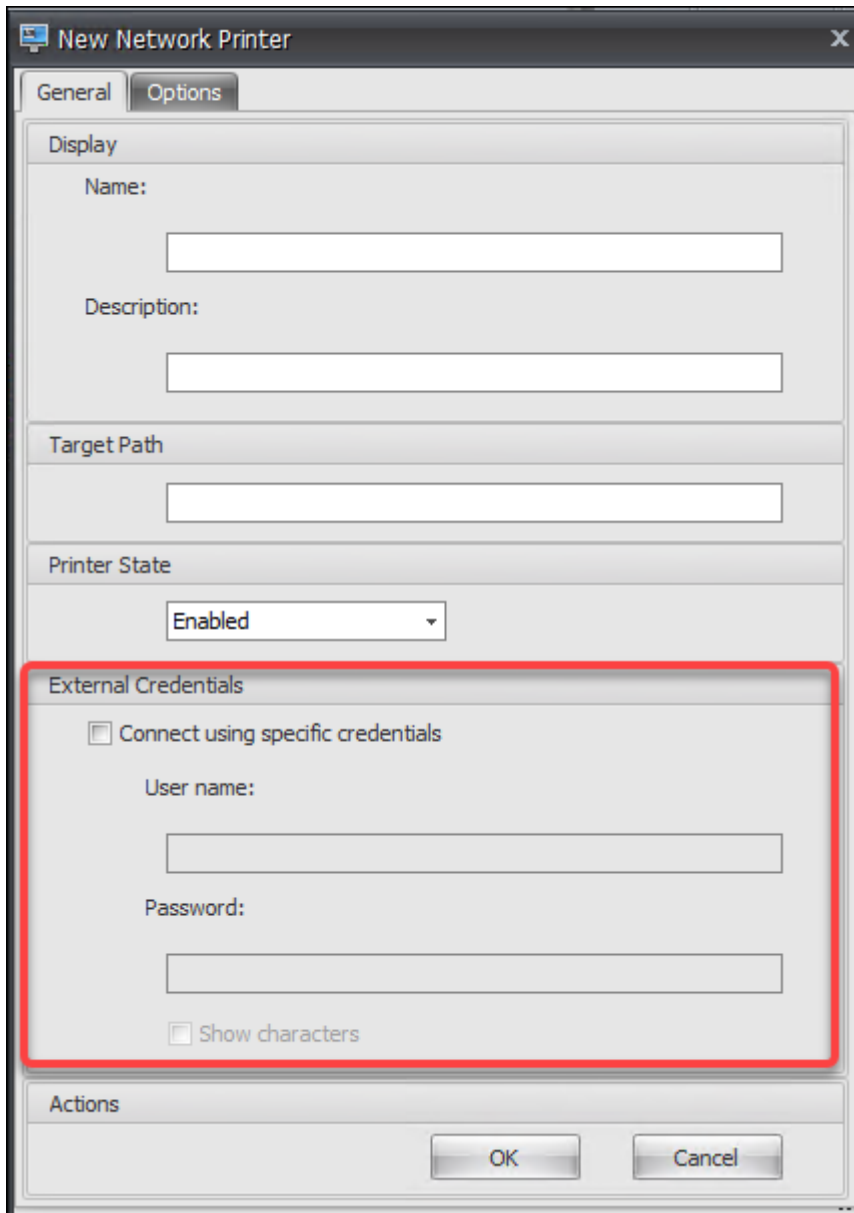 New Network Printer
General Options
Display
Name:
Description:
Target Path
Printer State
Enabled
External Credentials
Connect using specific credentials
User name:
Password:
Show characters
Actions
OK Cancel